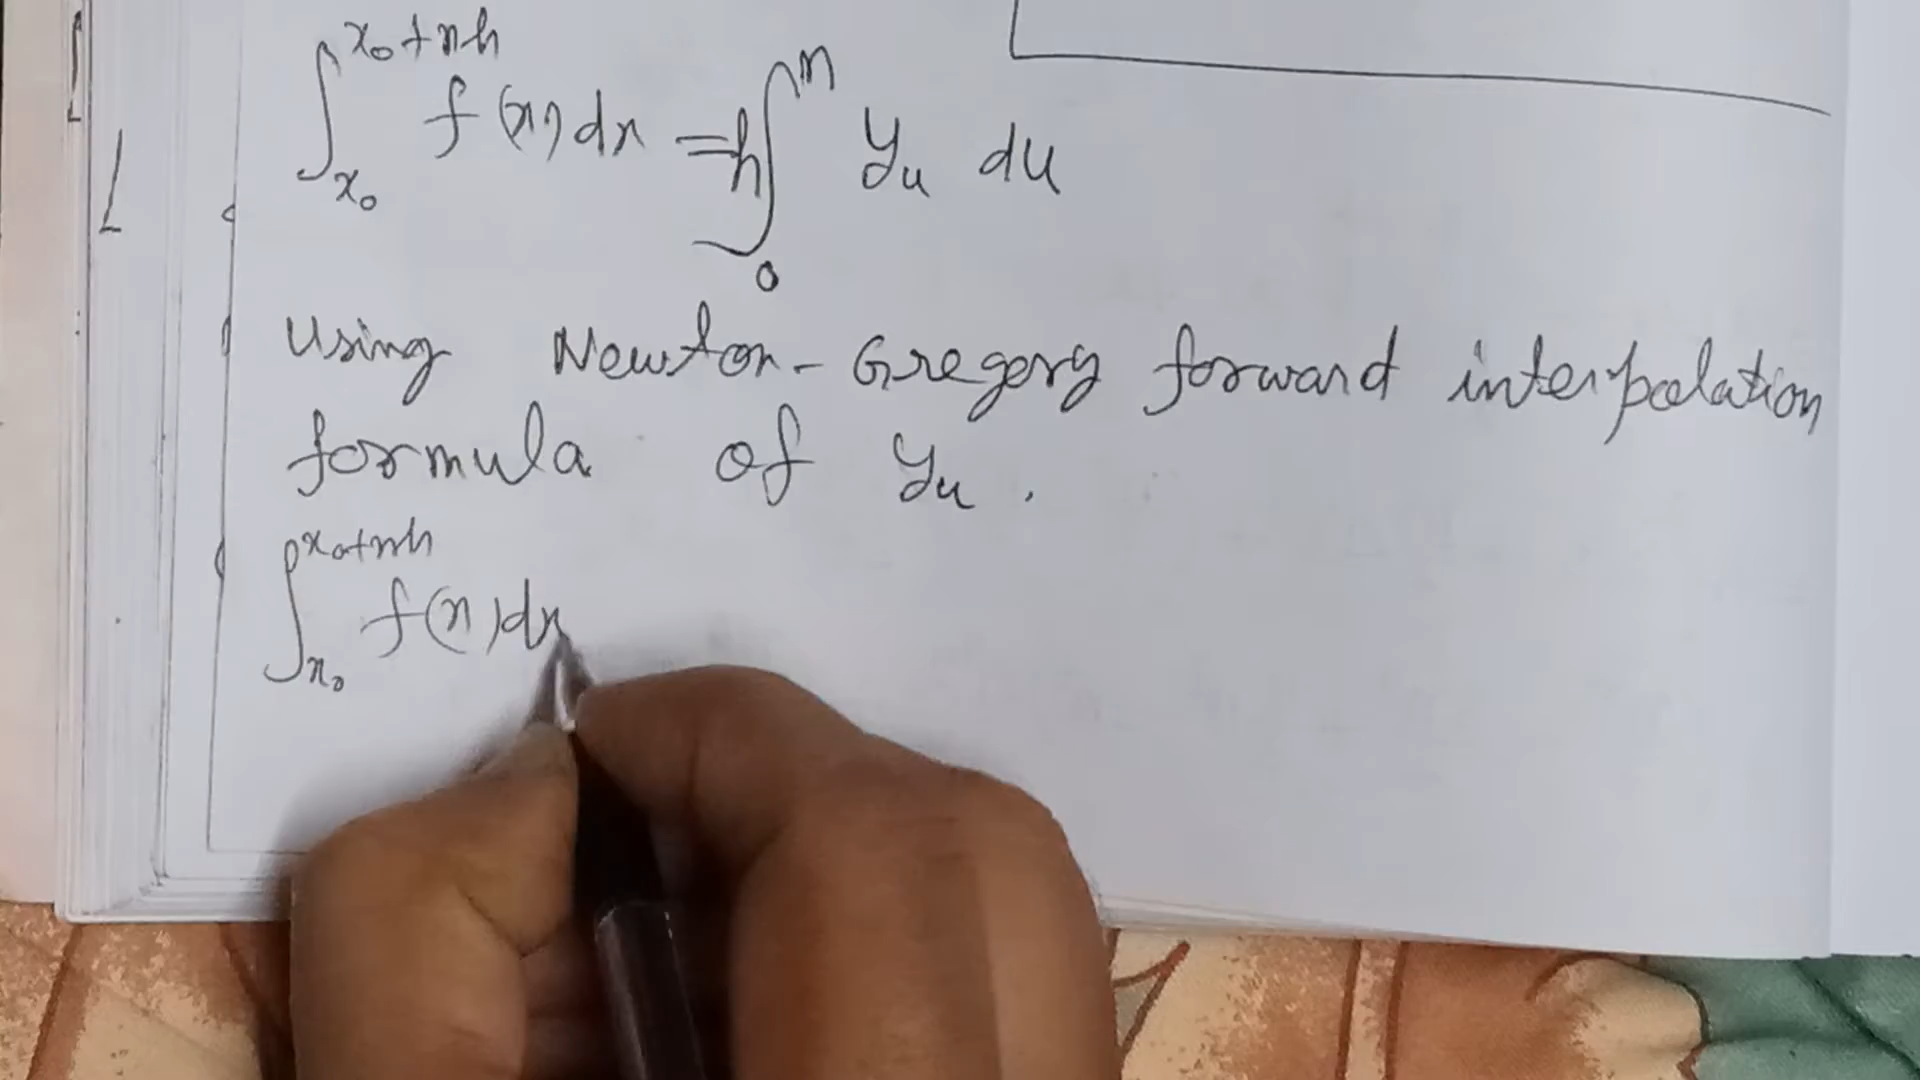 ∫_{x₀}^{x₀+nh} f(x) dx = h ∫_0^n y_u du
Using Newton-Gregory forward interpolation
formula of y_u.
∫_{x₀}^{x₀+nh} f(x) dx